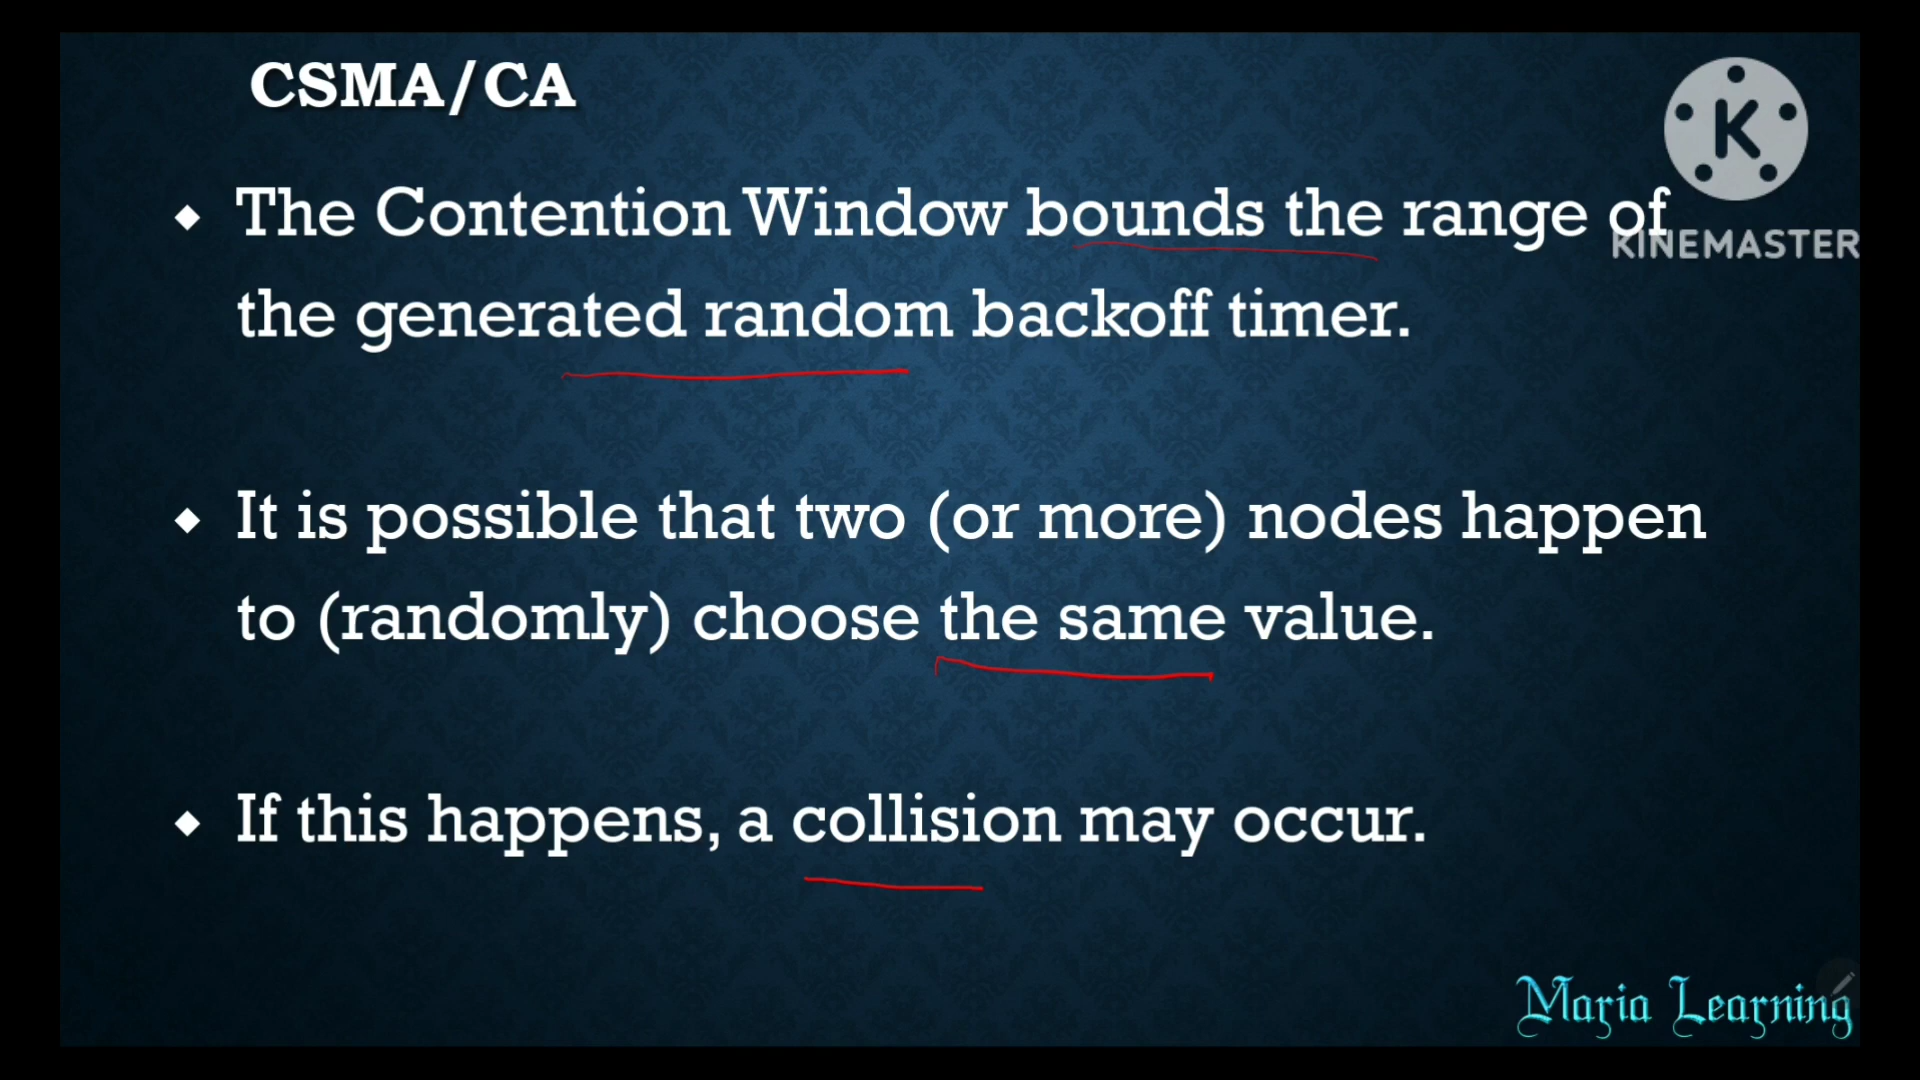 CSMA/CA
K
KINEMASTER
◆ The Contention Window bounds the range of
the generated random backoff timer.
◆ It is possible that two (or more) nodes happen
to (randomly) choose the same value.
◆ If this happens, a collision may occur.
Maria Learning